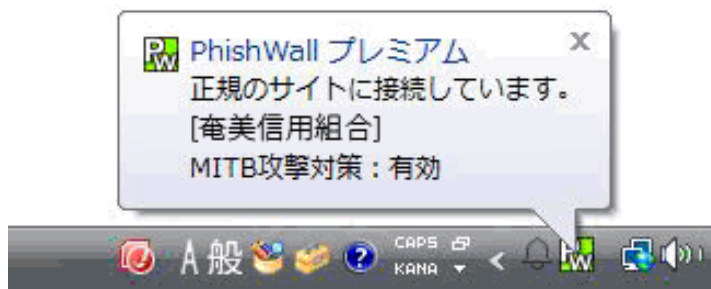 PhishWall プレミアム
正規のサイトに接続しています。
[奄美信用組合]
MITB攻撃対策：有効
A 般 CAPS
KANA